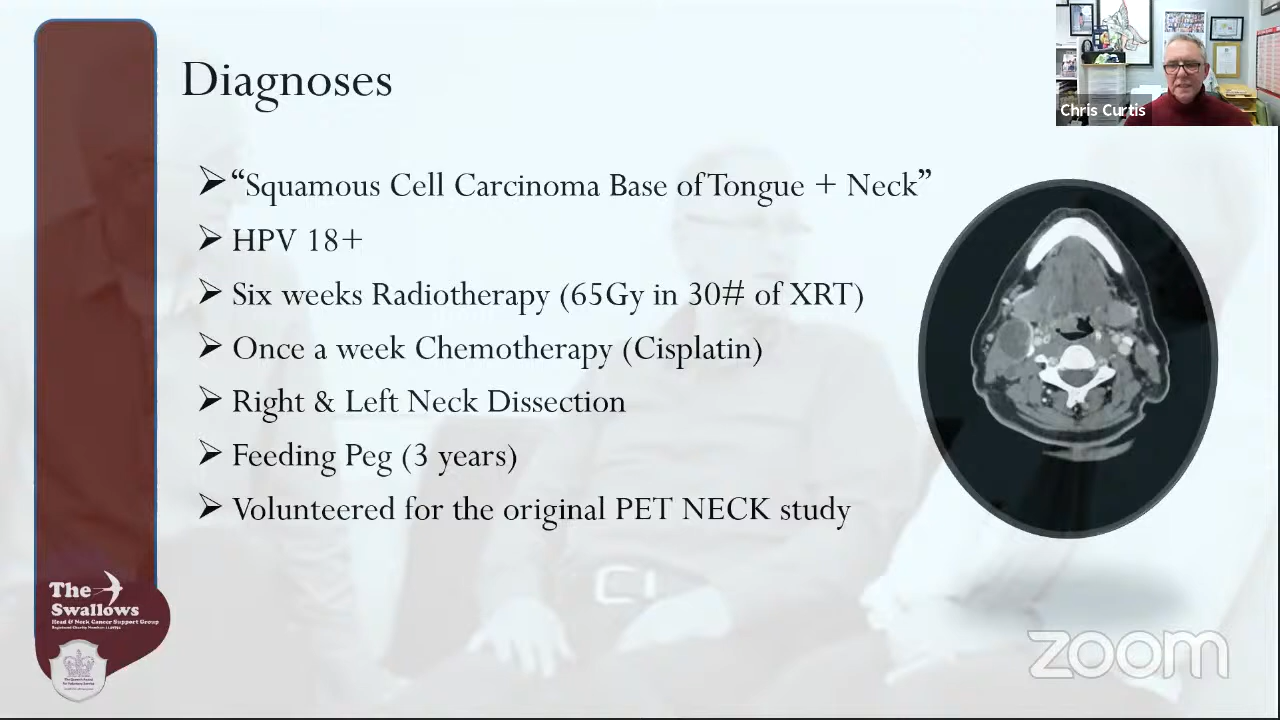 Diagnoses
Chris Curtis
➢ “Squamous Cell Carcinoma Base of Tongue + Neck”
➢ HPV 18+
➢ Six weeks Radiotherapy (65Gy in 30# of XRT)
➢ Once a week Chemotherapy (Cisplatin)
➢ Right & Left Neck Dissection
➢ Feeding Peg (3 years)
➢ Volunteered for the original PET NECK study
The
Swallows
Head & Neck Cancer Support Group
zoom